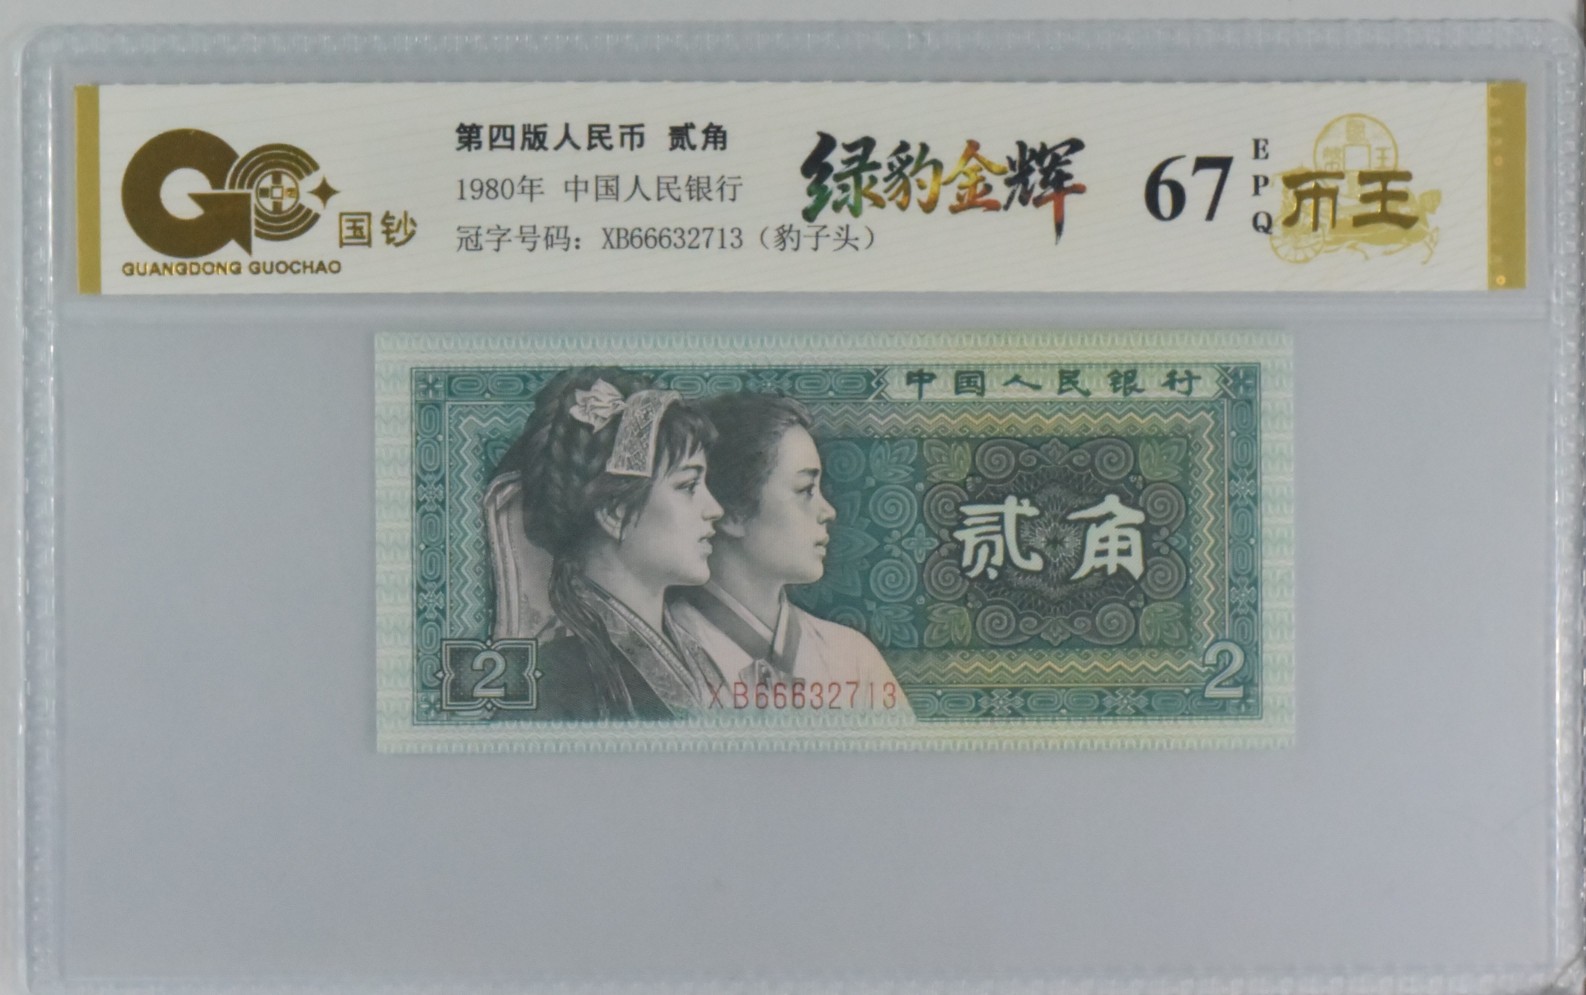 国钞
GUANGDONG GUOCHAO
第四版人民币 贰角
1980年 中国人民银行
冠字号码：XB66632713（豹子头）
绿豹金辉
67
EPQ
币王
中国人民银行
贰角
2
2
XB66632713